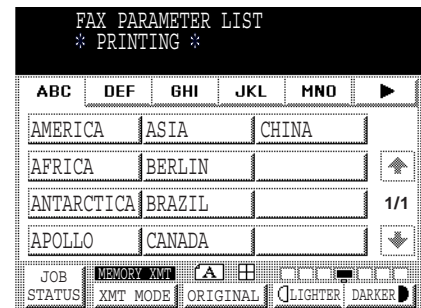 FAX PARAMETER LIST
※ PRINTING ※
ABC DEF GHI JKL MNO
AMERICA ASIA CHINA
AFRICA BERLIN
ANTARCTICA BRAZIL 1/1
APOLLO CANADA
JOB STATUS MEMORY XMT A
XMT MODE ORIGINAL LIGHTER DARKER